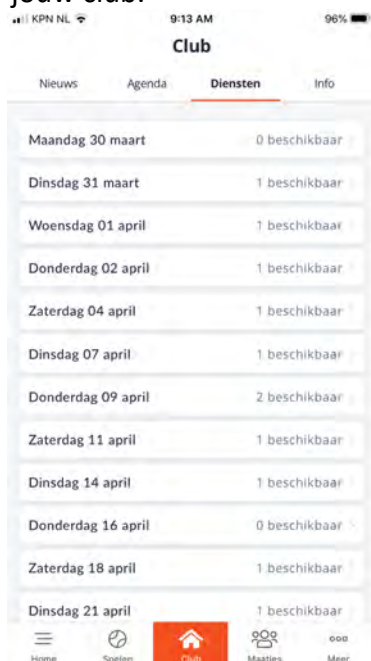 jouw club.
KPN NL 9:13 AM 96%
Club
Nieuws Agenda Diensten Info
Maandag 30 maart 0 beschikbaar
Dinsdag 31 maart 1 beschikbaar
Woensdag 01 april 1 beschikbaar
Donderdag 02 april 1 beschikbaar
Zaterdag 04 april 1 beschikbaar
Dinsdag 07 april 1 beschikbaar
Donderdag 09 april 2 beschikbaar
Zaterdag 11 april 1 beschikbaar
Dinsdag 14 april 1 beschikbaar
Donderdag 16 april 0 beschikbaar
Zaterdag 18 april 1 beschikbaar
Dinsdag 21 april 1 beschikbaar
Home Spelen Club Maatjes Meer